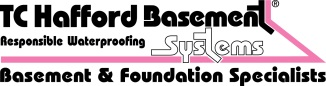 TC Hafford Basement®
Responsible Waterproofing Systems
Basement & Foundation Specialists